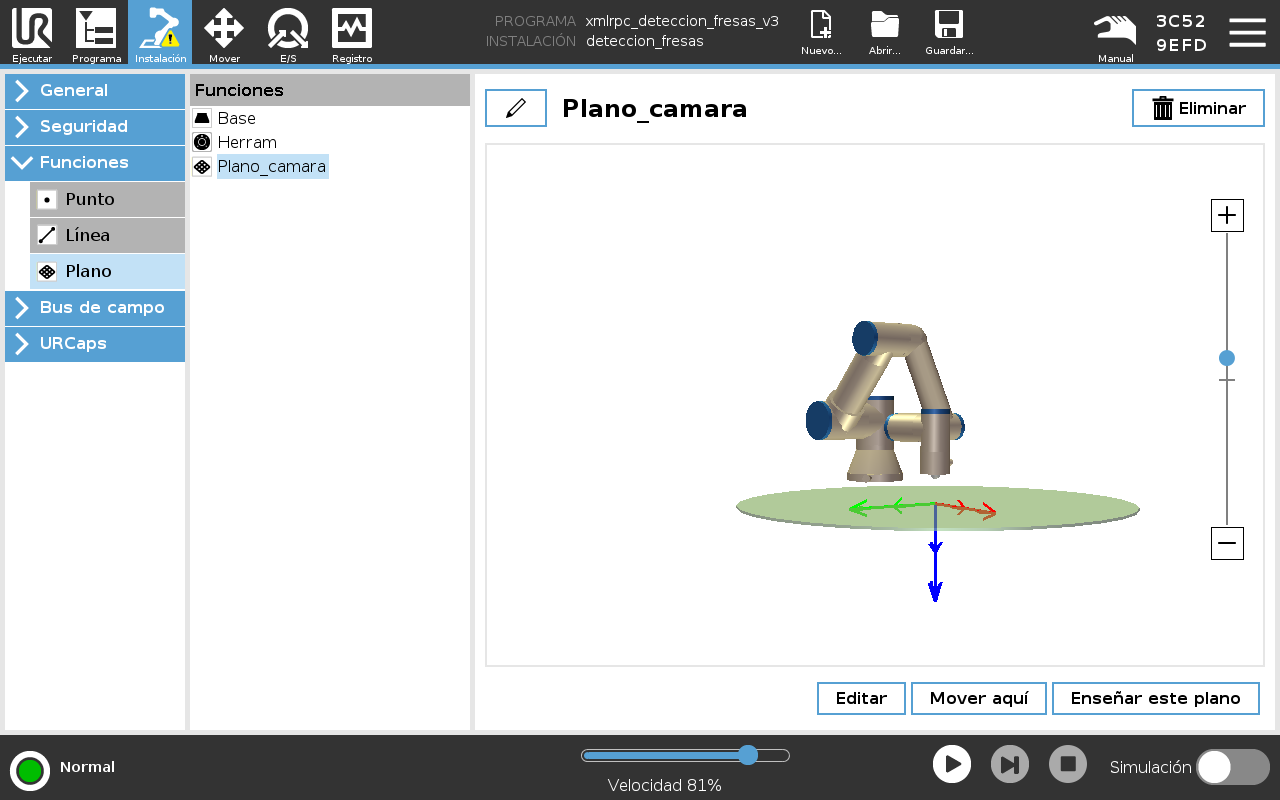 PROGRAMA xmlrpc_deteccion_fresas_v3
INSTALACIÓN deteccion_fresas
Ejecutar Programa Instalación Mover E/S Registro
Nuevo... Abrir... Guardar...
Manual
3C52
9EFD
General
Seguridad
Funciones
Punto
Línea
Plano
Bus de campo
URCaps
Funciones
Base
Herram
Plano_camara
Plano_camara
Eliminar
Editar Mover aquí Enseñar este plano
Normal
Velocidad 81%
Simulación